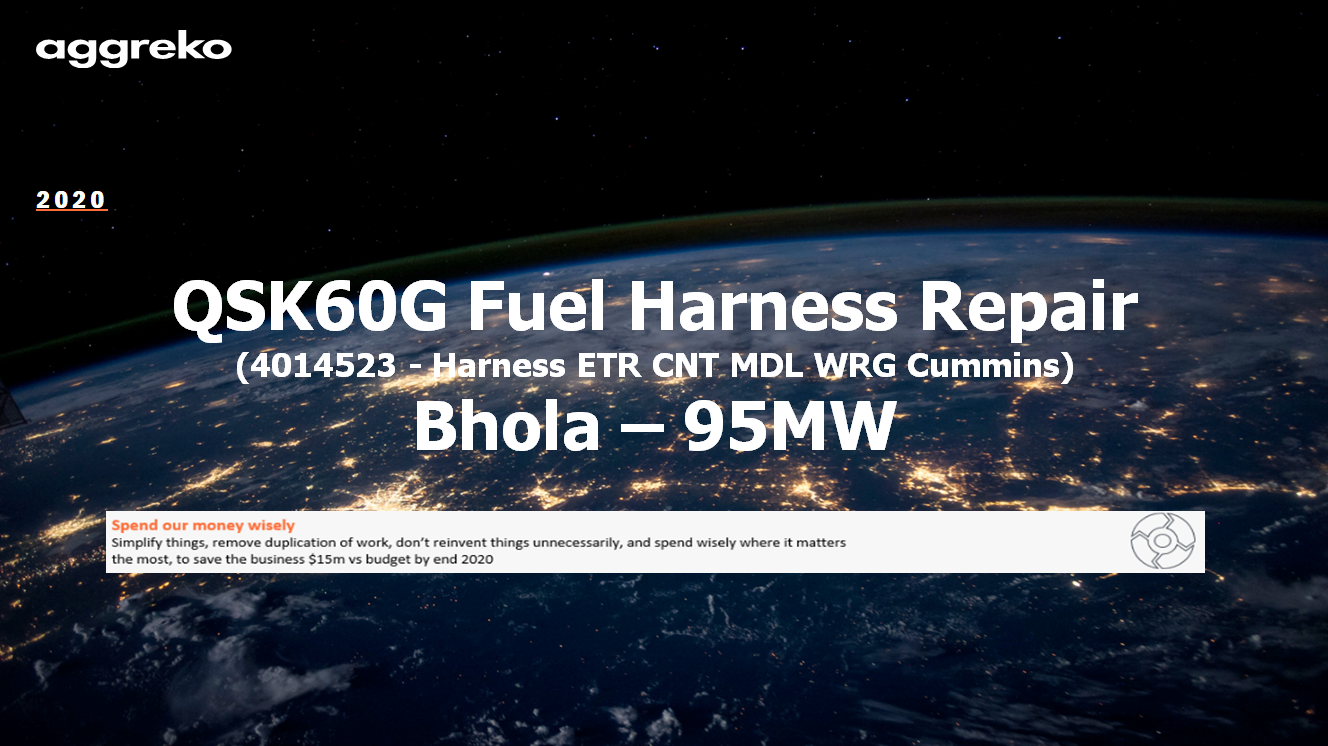 aggreko
2020
QSK60G Fuel Harness Repair
(4014523 - Harness ETR CNT MDL WRG Cummins)
Bhola – 95MW
Spend our money wisely
Simplify things, remove duplication of work, don't reinvent things unnecessarily, and spend wisely where it matters
the most, to save the business $15m vs budget by end 2020